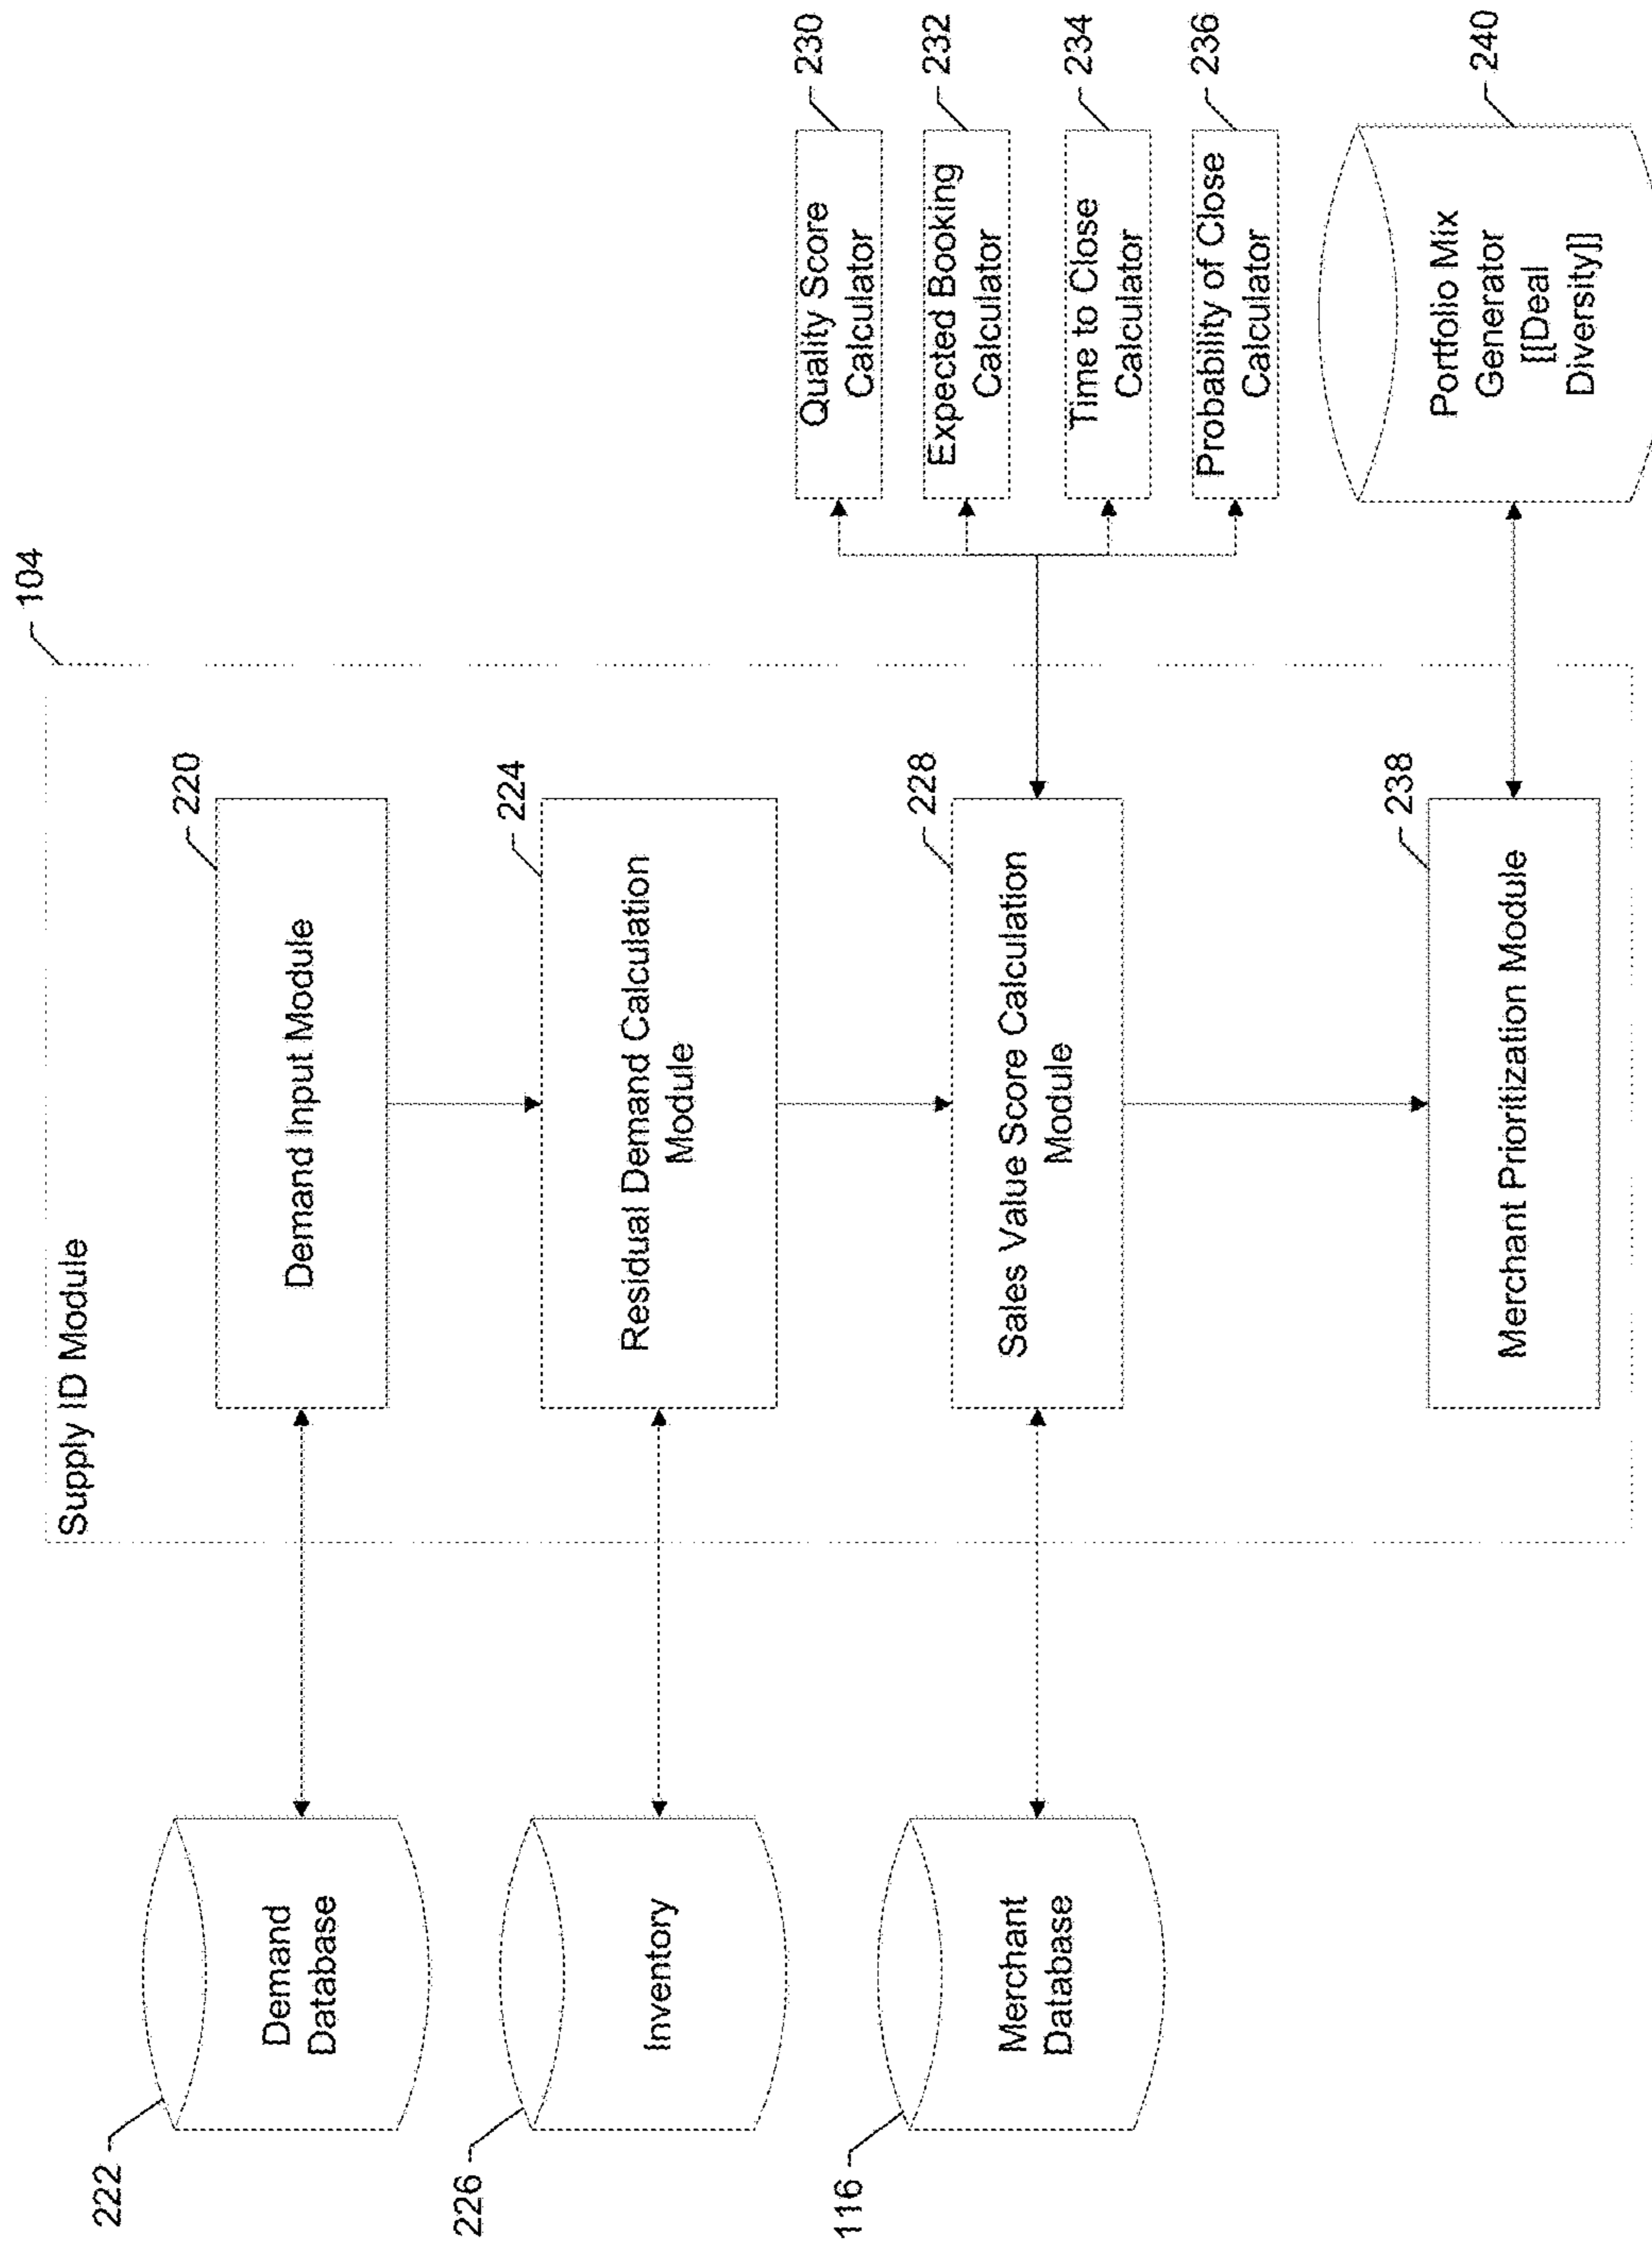 104
Supply ID Module
222
Demand
Database
220
Demand Input Module
226
Inventory
224
Residual Demand Calculation
Module
116
Merchant
Database
228
Sales Value Score Calculation
Module
230
Quality Score
Calculator
232
Expected Booking
Calculator
234
Time to Close
Calculator
236
Probability of Close
Calculator
238
Merchant Prioritization Module
240
Portfolio Mix
Generator
[[Deal
Diversity]]